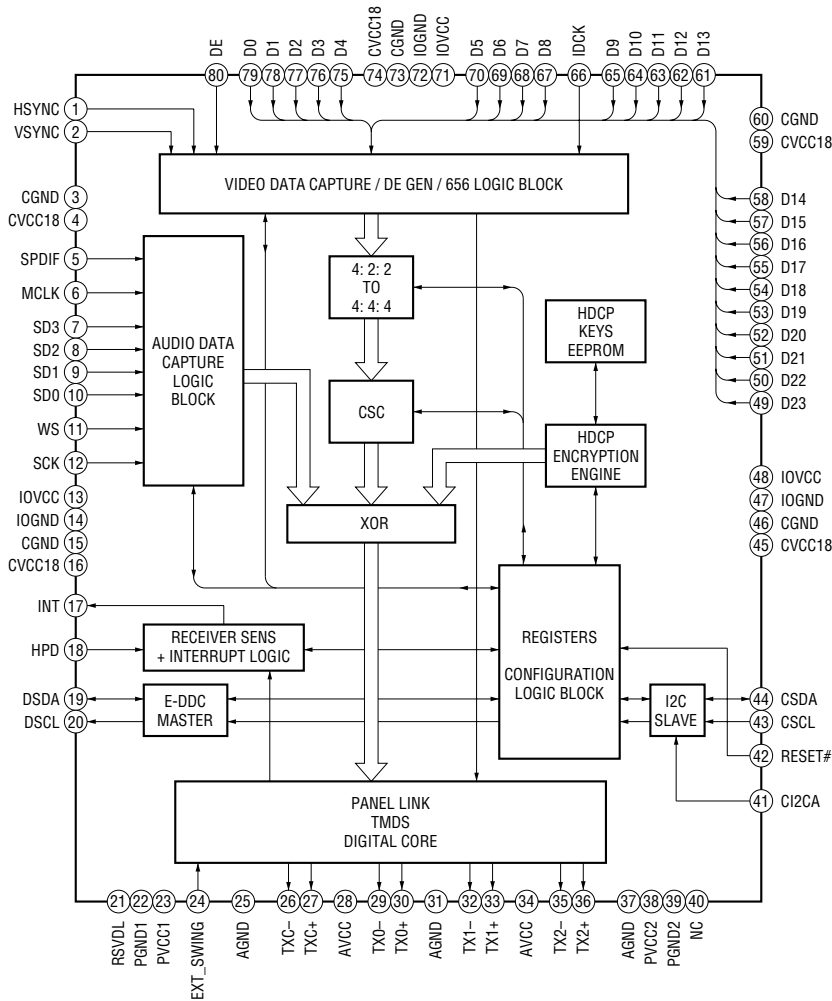 DE
D0
D1
D2
D3
D4
CVCC18
CGND
IOGND
IOVCC
D5
D6
D7
D8
IDCK
D9
D10
D11
D12
D13
80
79
78
77
76
75
74
73
72
71
70
69
68
67
66
65
64
63
62
61
HSYNC 1
VSYNC 2
CGND 3
CVCC18 4
SPDIF 5
MCLK 6
SD3 7
SD2 8
SD1 9
SD0 10
WS 11
SCK 12
IOVCC 13
IOGND 14
CGND 15
CVCC18 16
INT 17
HPD 18
DSDA 19
DSCL 20
VIDEO DATA CAPTURE / DE GEN / 656 LOGIC BLOCK
AUDIO DATA
CAPTURE
LOGIC
BLOCK
4: 2: 2
TO
4: 4: 4
CSC
XOR
HDCP
KEYS
EEPROM
HDCP
ENCRYPTION
ENGINE
REGISTERS
CONFIGURATION
LOGIC BLOCK
RECEIVER SENS
+ INTERRUPT LOGIC
E-DDC
MASTER
I2C
SLAVE
PANEL LINK
TMDS
DIGITAL CORE
60 CGND
59 CVCC18
58 D14
57 D15
56 D16
55 D17
54 D18
53 D19
52 D20
51 D21
50 D22
49 D23
48 IOVCC
47 IOGND
46 CGND
45 CVCC18
44 CSDA
43 CSCL
42 RESET#
41 CI2CA
21
22
23
24
25
26
27
28
29
30
31
32
33
34
35
36
37
38
39
40
RSVDL
PGND1
PVCC1
EXT_SWING
AGND
TXC–
TXC+
AVCC
TX0–
TX0+
AGND
TX1–
TX1+
AVCC
TX2–
TX2+
AGND
PVCC2
PGND2
NC